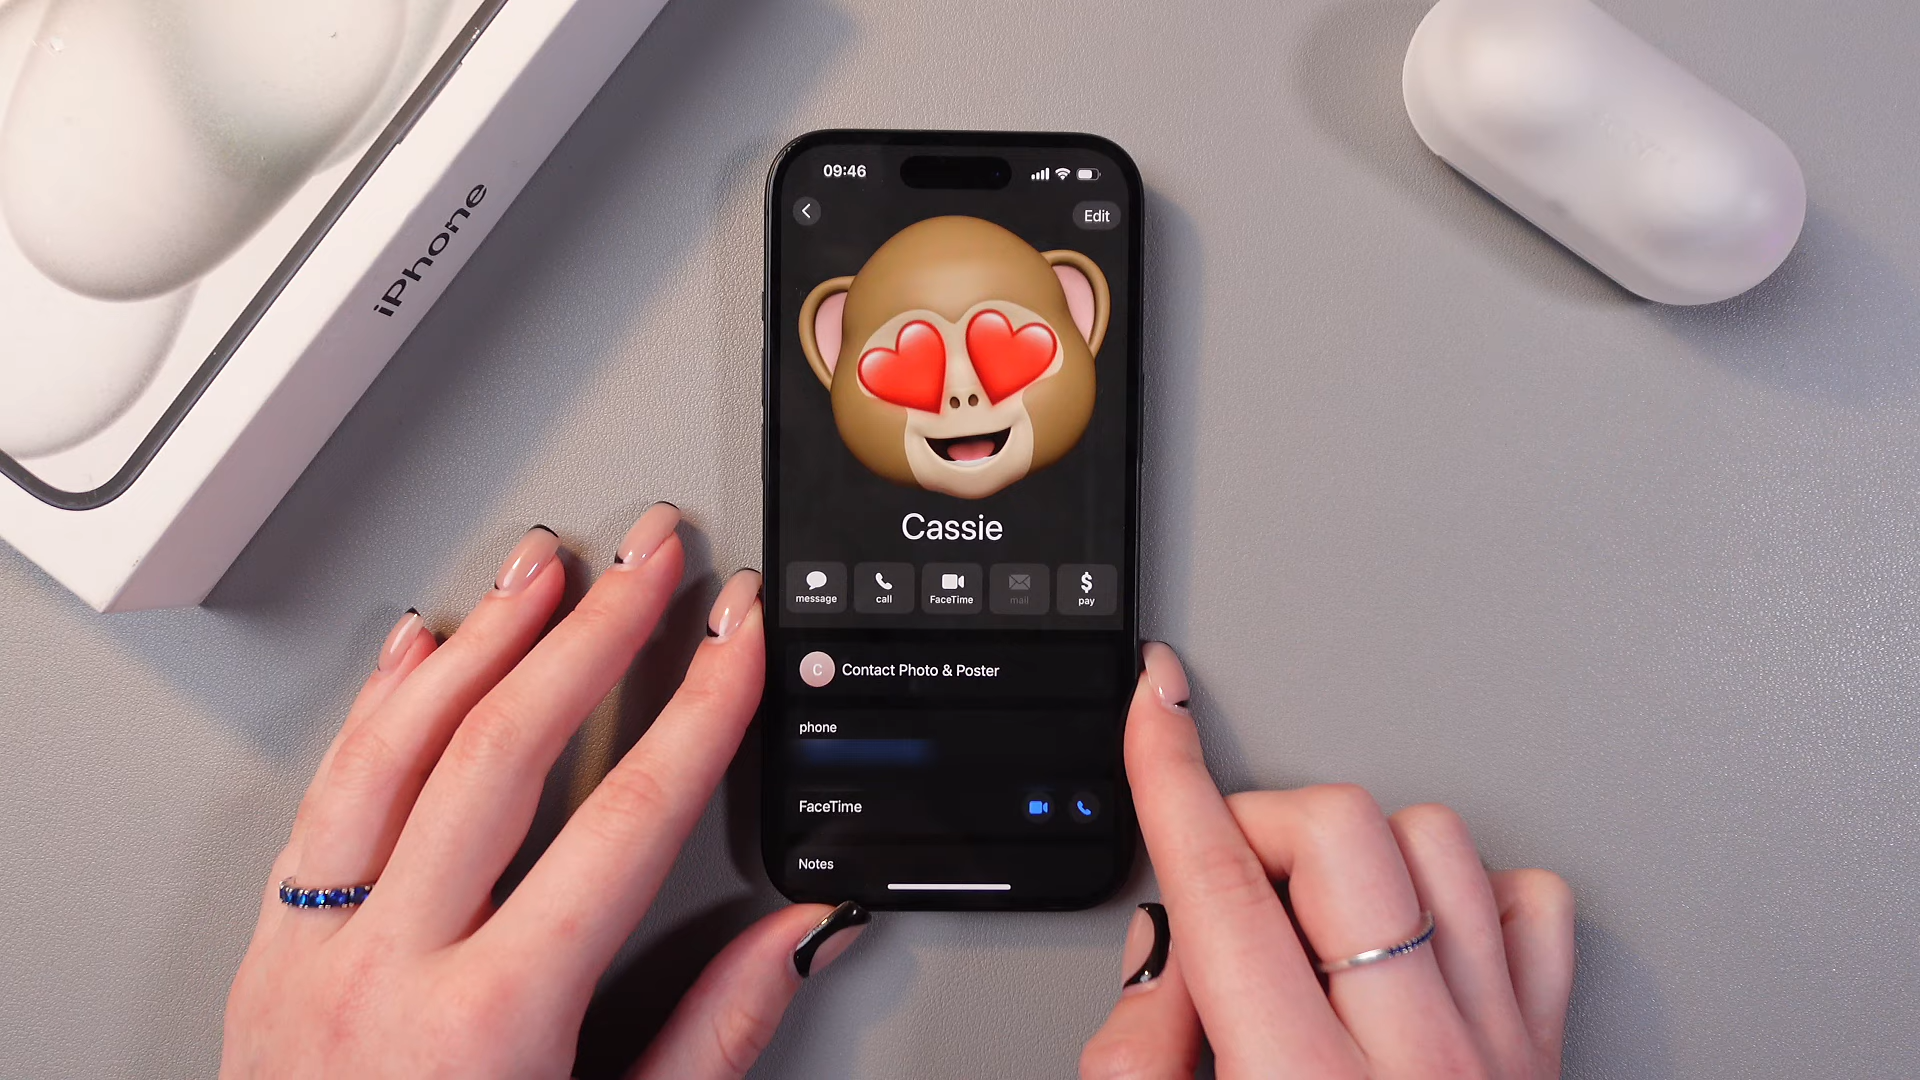 iPhone
09:46
Edit
Cassie
message
call
FaceTime
mail
pay
C
Contact Photo & Poster
phone
FaceTime
Notes